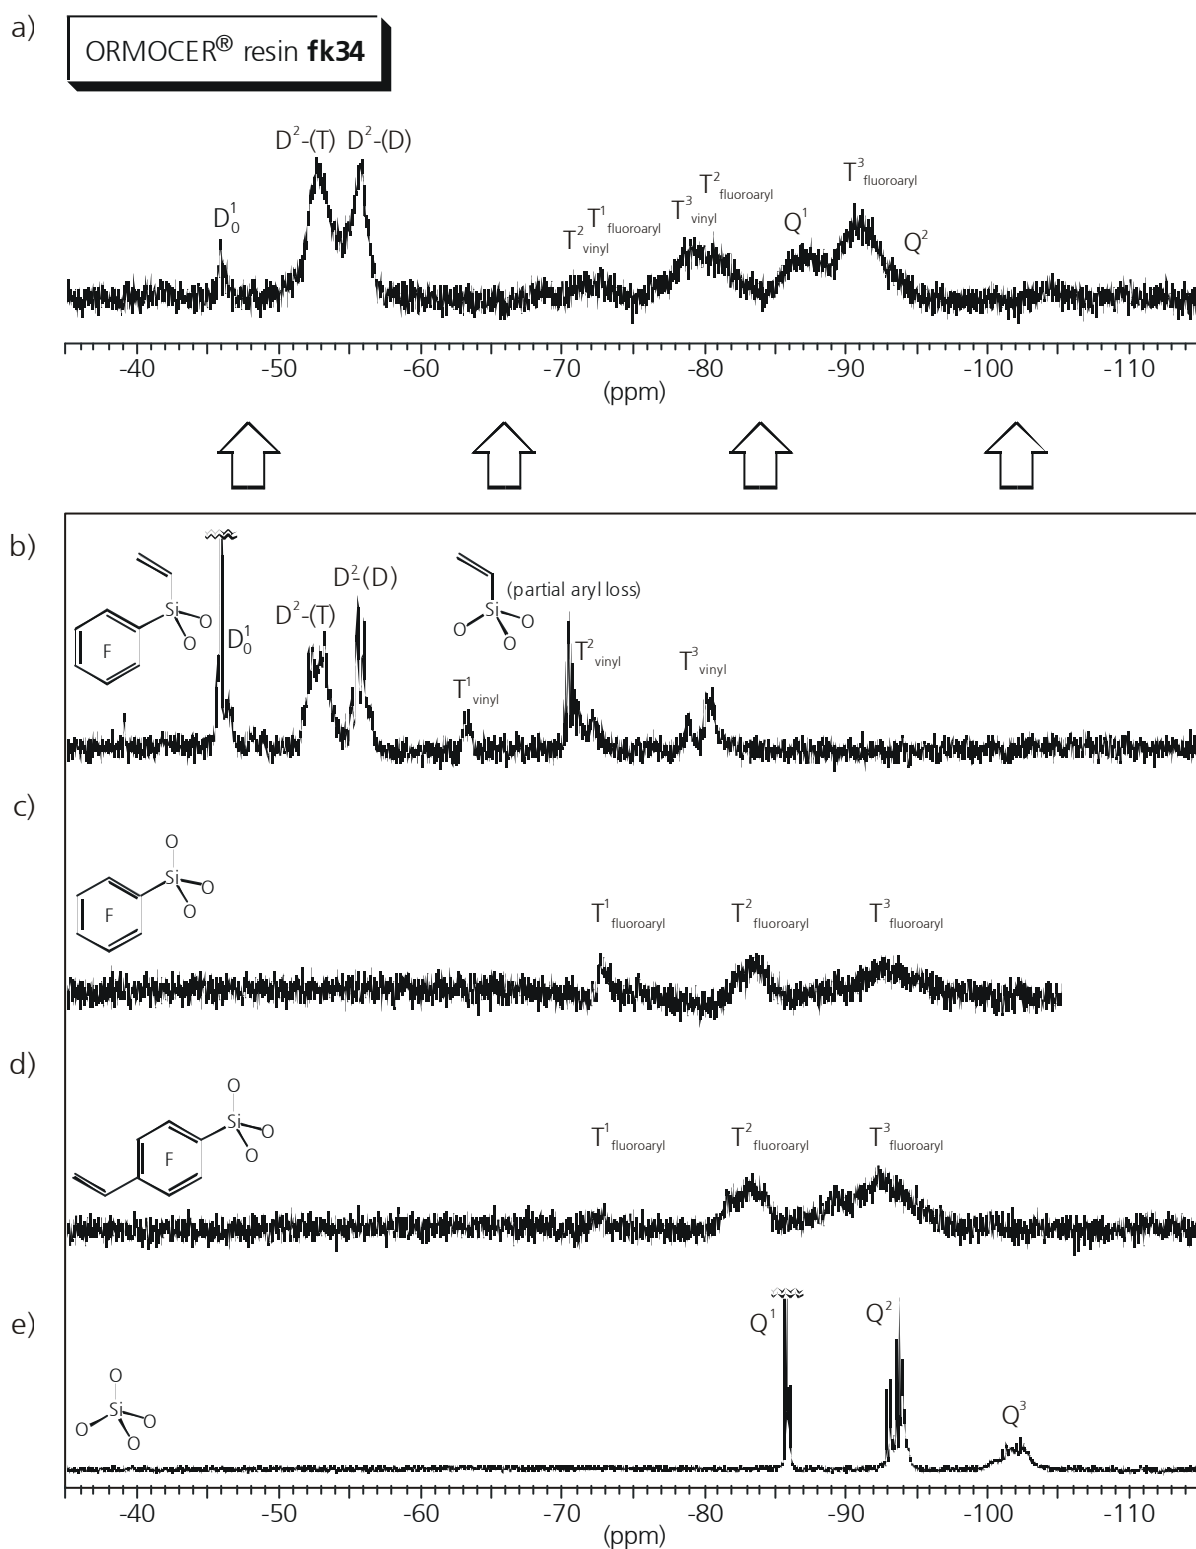 a)
ORMOCER® resin fk34
D²-(T) D²-(D)
D¹₀
T²vinyl
T¹fluoroaryl
T³vinyl
T²fluoroaryl
Q¹
T³fluoroaryl
Q²
-40 -50 -60 -70 -80 -90 -100 -110
(ppm)
b)
Si
O
O
F
D¹₀
D²-(T)
D²-(D)
T¹vinyl
(partial aryl loss)
Si
O
O
O
T²vinyl
T³vinyl
c)
O
Si
O
O
F
T¹fluoroaryl T²fluoroaryl T³fluoroaryl
d)
O
Si
O
O
F
T¹fluoroaryl T²fluoroaryl T³fluoroaryl
e)
O
Si
O
O
O
Q¹
Q²
Q³
-40 -50 -60 -70 -80 -90 -100 -110
(ppm)